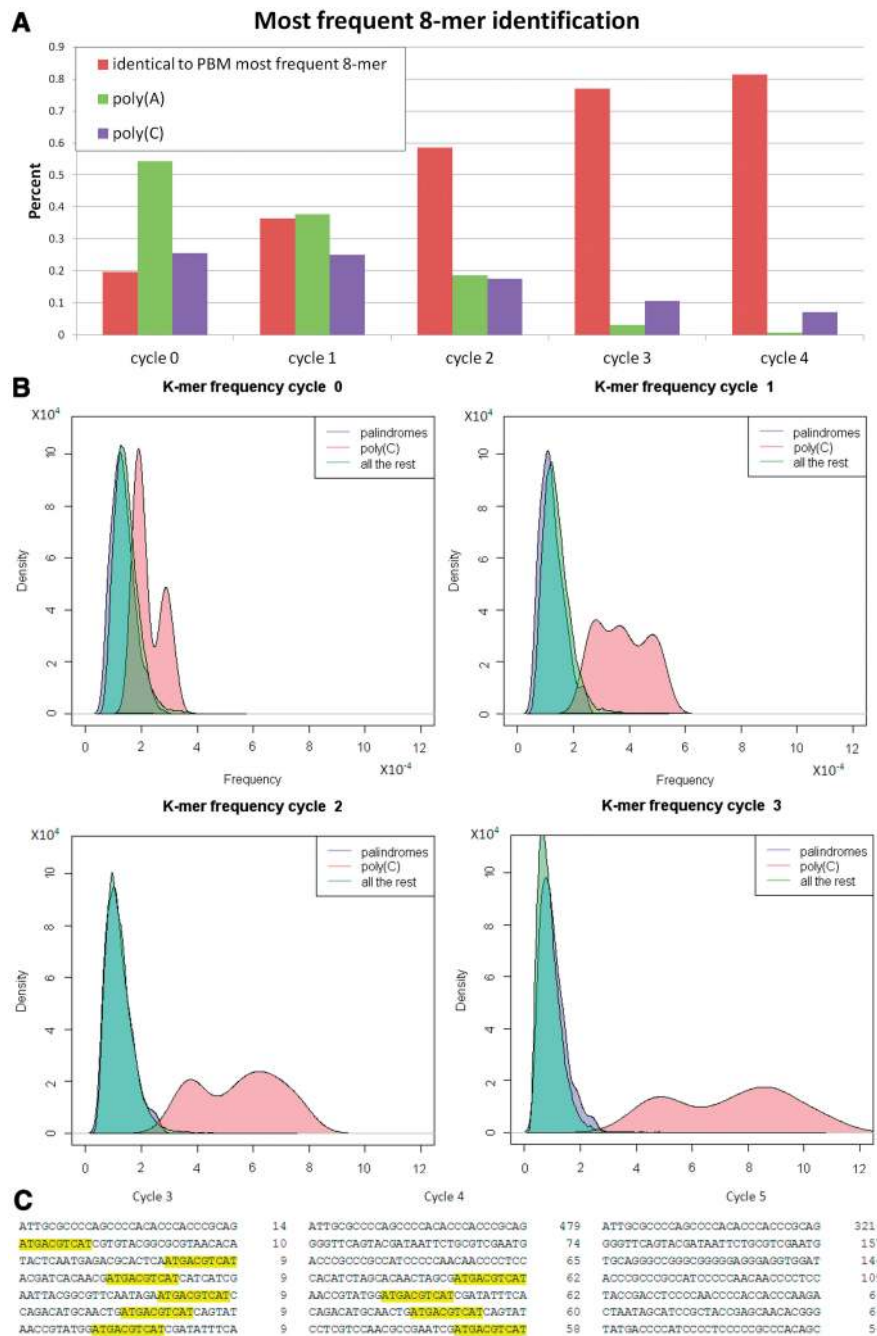 A
Most frequent 8-mer identification
identical to PBM most frequent 8-mer
poly(A)
poly(C)
Percent
0.9
0.8
0.7
0.6
0.5
0.4
0.3
0.2
0.1
0
cycle 0 cycle 1 cycle 2 cycle 3 cycle 4
B
K-mer frequency cycle 0
X10⁴
palindromes
poly(C)
all the rest
Density
0 2 4 6 8 10
0 2 4 6 8 10 12
Frequency
X10⁻⁴
K-mer frequency cycle 1
X10⁴
palindromes
poly(C)
all the rest
Density
0 2 4 6 8 10
0 2 4 6 8 10 12
Frequency
X10⁻⁴
K-mer frequency cycle 2
X10⁴
palindromes
poly(C)
all the rest
Density
0 2 4 6 8 10
0 2 4 6 8 10 12
K-mer frequency cycle 3
X10⁴
palindromes
poly(C)
all the rest
Density
0 2 4 6 8 10
0 2 4 6 8 10 12
C
Cycle 3 Cycle 4 Cycle 5
ATTGCGCCCCAGCCCCACACCCACCCGCAG 14 ATTGCGCCCCAGCCCCACACCCACCCGCAG 479 ATTGCGCCCCAGCCCCACACCCACCCGCAG 321
ATGACGTCATCGTGTACGGCGCGTAACACA 10 GGGTTCAGTACGATAATTCTGCGTCGAATG 74 GGGTTCAGTACGATAATTCTGCGTCGAATG
TACTCAATGAGACGCACTCAATGACGTCAT 9 ACCCGCCCGCCATCCCCCAACAACCCCTCC 65 TGCAGGGCCGGGCGGGGGAGGGAGGTGGAT
ACGATCACAACGATGACGTCATCATCATCG 9 CACATCTAGCACAACTAGCGATGACGTCAT 62 ACCCGCCCGCCATCCCCCAACAACCCCTCC
AATTACGGCGTTCAATAGAATGACGTCATC 9 AACCGTATGGATGACGTCATCGATATTTCA 62 TACCGACCTCCCCAACCCCACACCCAAGA
CAGACATGCAACTGATGACGTCATCAGTAT 9 CAGACATGCAACTGATGACGTCATCAGTAT 60 CTAATAGCATCCGCTACCGAGCAACACGGG
AACCGTATGGATGACGTCATCGATATTTCA 9 CCTCGTCCAACGCCGAATCGATGACGTCAT 58 TATGACCCCATCCCCTCCCCCCGCCCACAGC